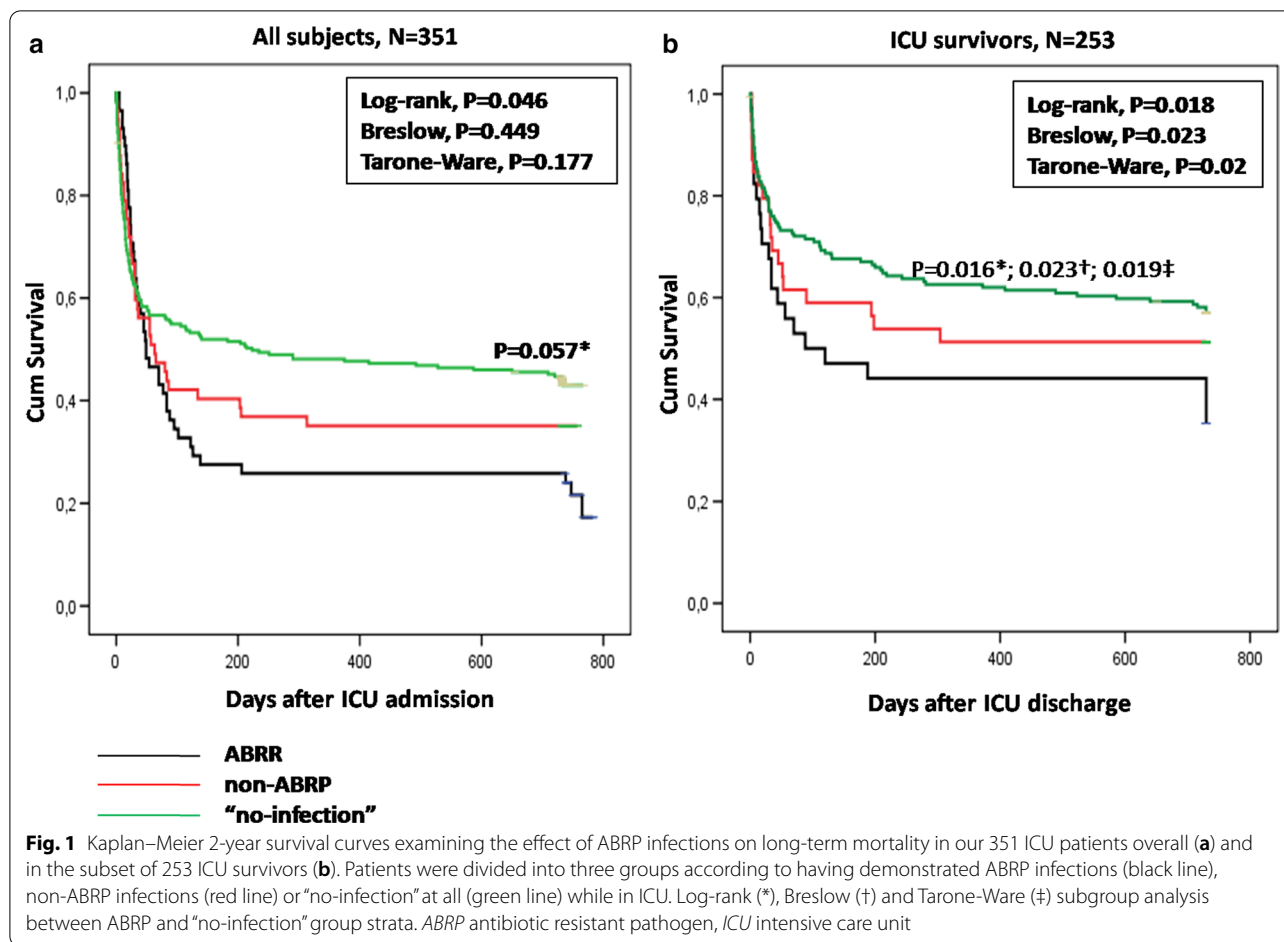 a
All subjects, N=351
Log-rank, P=0.046
Breslow, P=0.449
Tarone-Ware, P=0.177
Cum Survival
1,0
0,8
0,6
0,4
0,2
0,0
P=0.057*
0
200
400
600
800
Days after ICU admission
b
ICU survivors, N=253
Log-rank, P=0.018
Breslow, P=0.023
Tarone-Ware, P=0.02
Cum Survival
1,0
0,8
0,6
0,4
0,2
0,0
P=0.016*; 0.023†; 0.019‡
0
200
400
600
800
Days after ICU discharge
ABRR
non-ABRP
“no-infection”
Fig. 1 Kaplan–Meier 2-year survival curves examining the effect of ABRP infections on long-term mortality in our 351 ICU patients overall (a) and
in the subset of 253 ICU survivors (b). Patients were divided into three groups according to having demonstrated ABRP infections (black line),
non-ABRP infections (red line) or “no-infection” at all (green line) while in ICU. Log-rank (*), Breslow (†) and Tarone-Ware (‡) subgroup analysis
between ABRP and “no-infection” group strata. ABRP antibiotic resistant pathogen, ICU intensive care unit